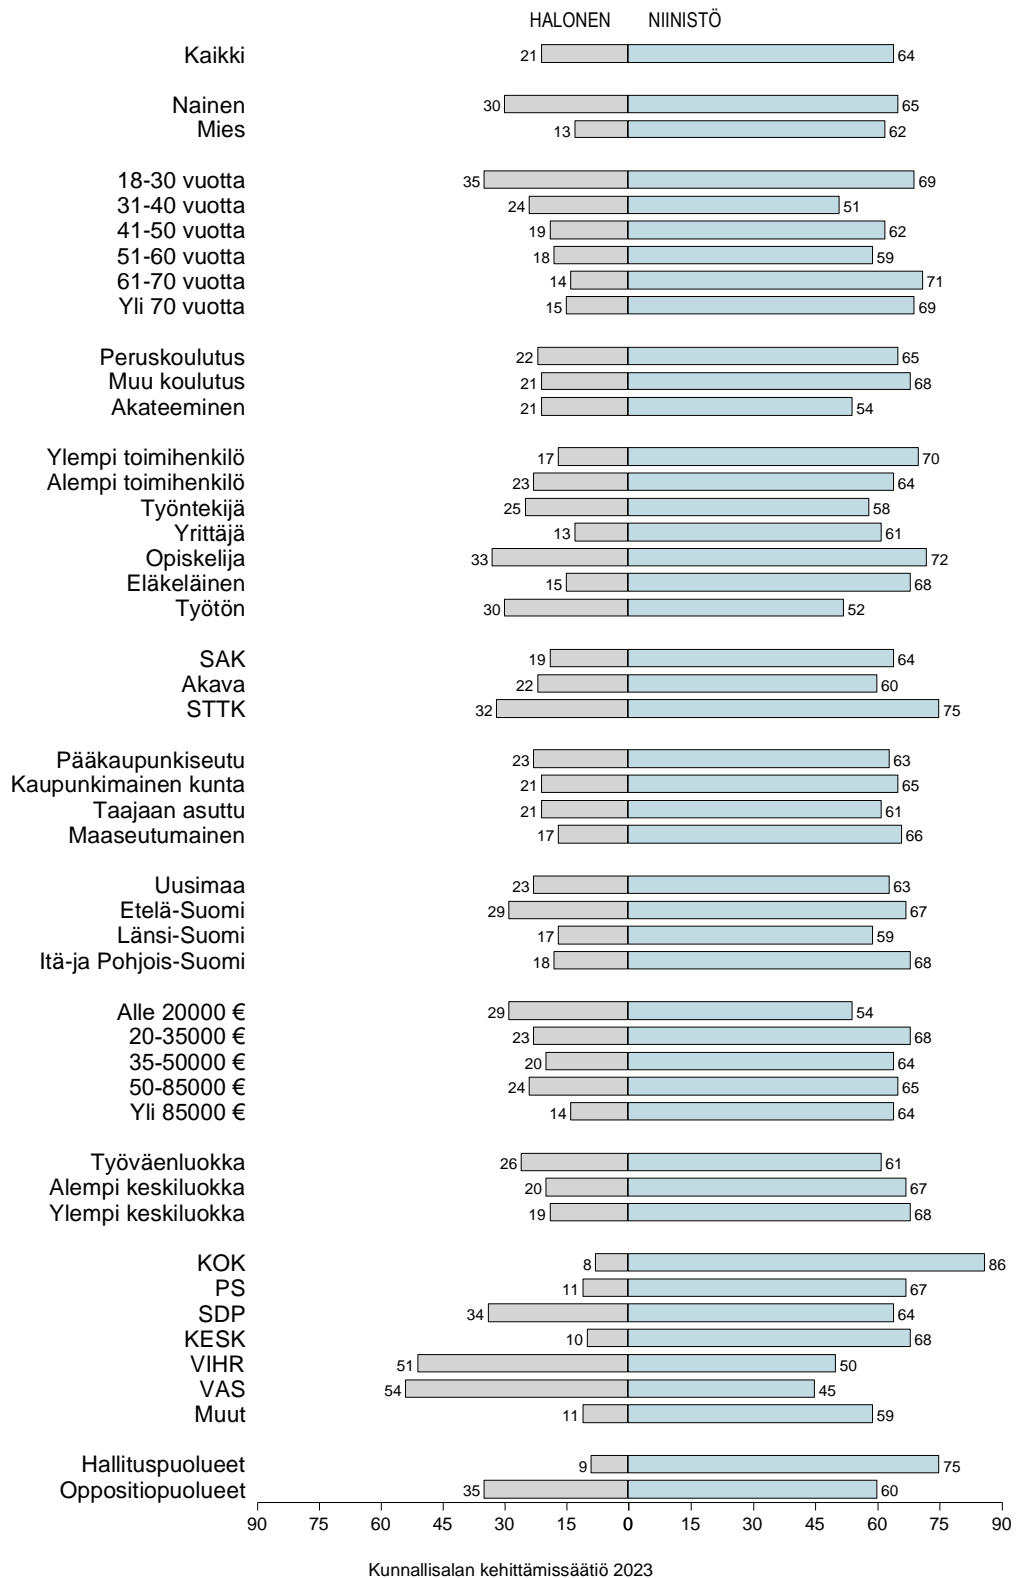 HALONEN NIINISTÖ
Kaikki 21 64
Nainen 30 65
Mies 13 62
18-30 vuotta 35 69
31-40 vuotta 24 51
41-50 vuotta 19 62
51-60 vuotta 18 59
61-70 vuotta 14 71
Yli 70 vuotta 15 69
Peruskoulutus 22 65
Muu koulutus 21 68
Akateeminen 21 54
Ylempi toimihenkilö 17 70
Alempi toimihenkilö 23 64
Työntekijä 25 58
Yrittäjä 13 61
Opiskelija 33 72
Eläkeläinen 15 68
Työtön 30 52
SAK 19 64
Akava 22 60
STTK 32 75
Pääkaupunkiseutu 23 63
Kaupunkimainen kunta 21 65
Taajaan asuttu 21 61
Maaseutumainen 17 66
Uusimaa 23 63
Etelä-Suomi 29 67
Länsi-Suomi 17 59
Itä-ja Pohjois-Suomi 18 68
Alle 20000 € 29 54
20-35000 € 23 68
35-50000 € 20 64
50-85000 € 24 65
Yli 85000 € 14 64
Työväenluokka 26 61
Alempi keskiluokka 20 67
Ylempi keskiluokka 19 68
KOK 8 86
PS 11 67
SDP 34 64
KESK 10 68
VIHR 51 50
VAS 54 45
Muut 11 59
Hallituspuolueet 9 75
Oppositiopuolueet 35 60
90 75 60 45 30 15 0 15 30 45 60 75 90
Kunnallisalan kehittämissäätiö 2023